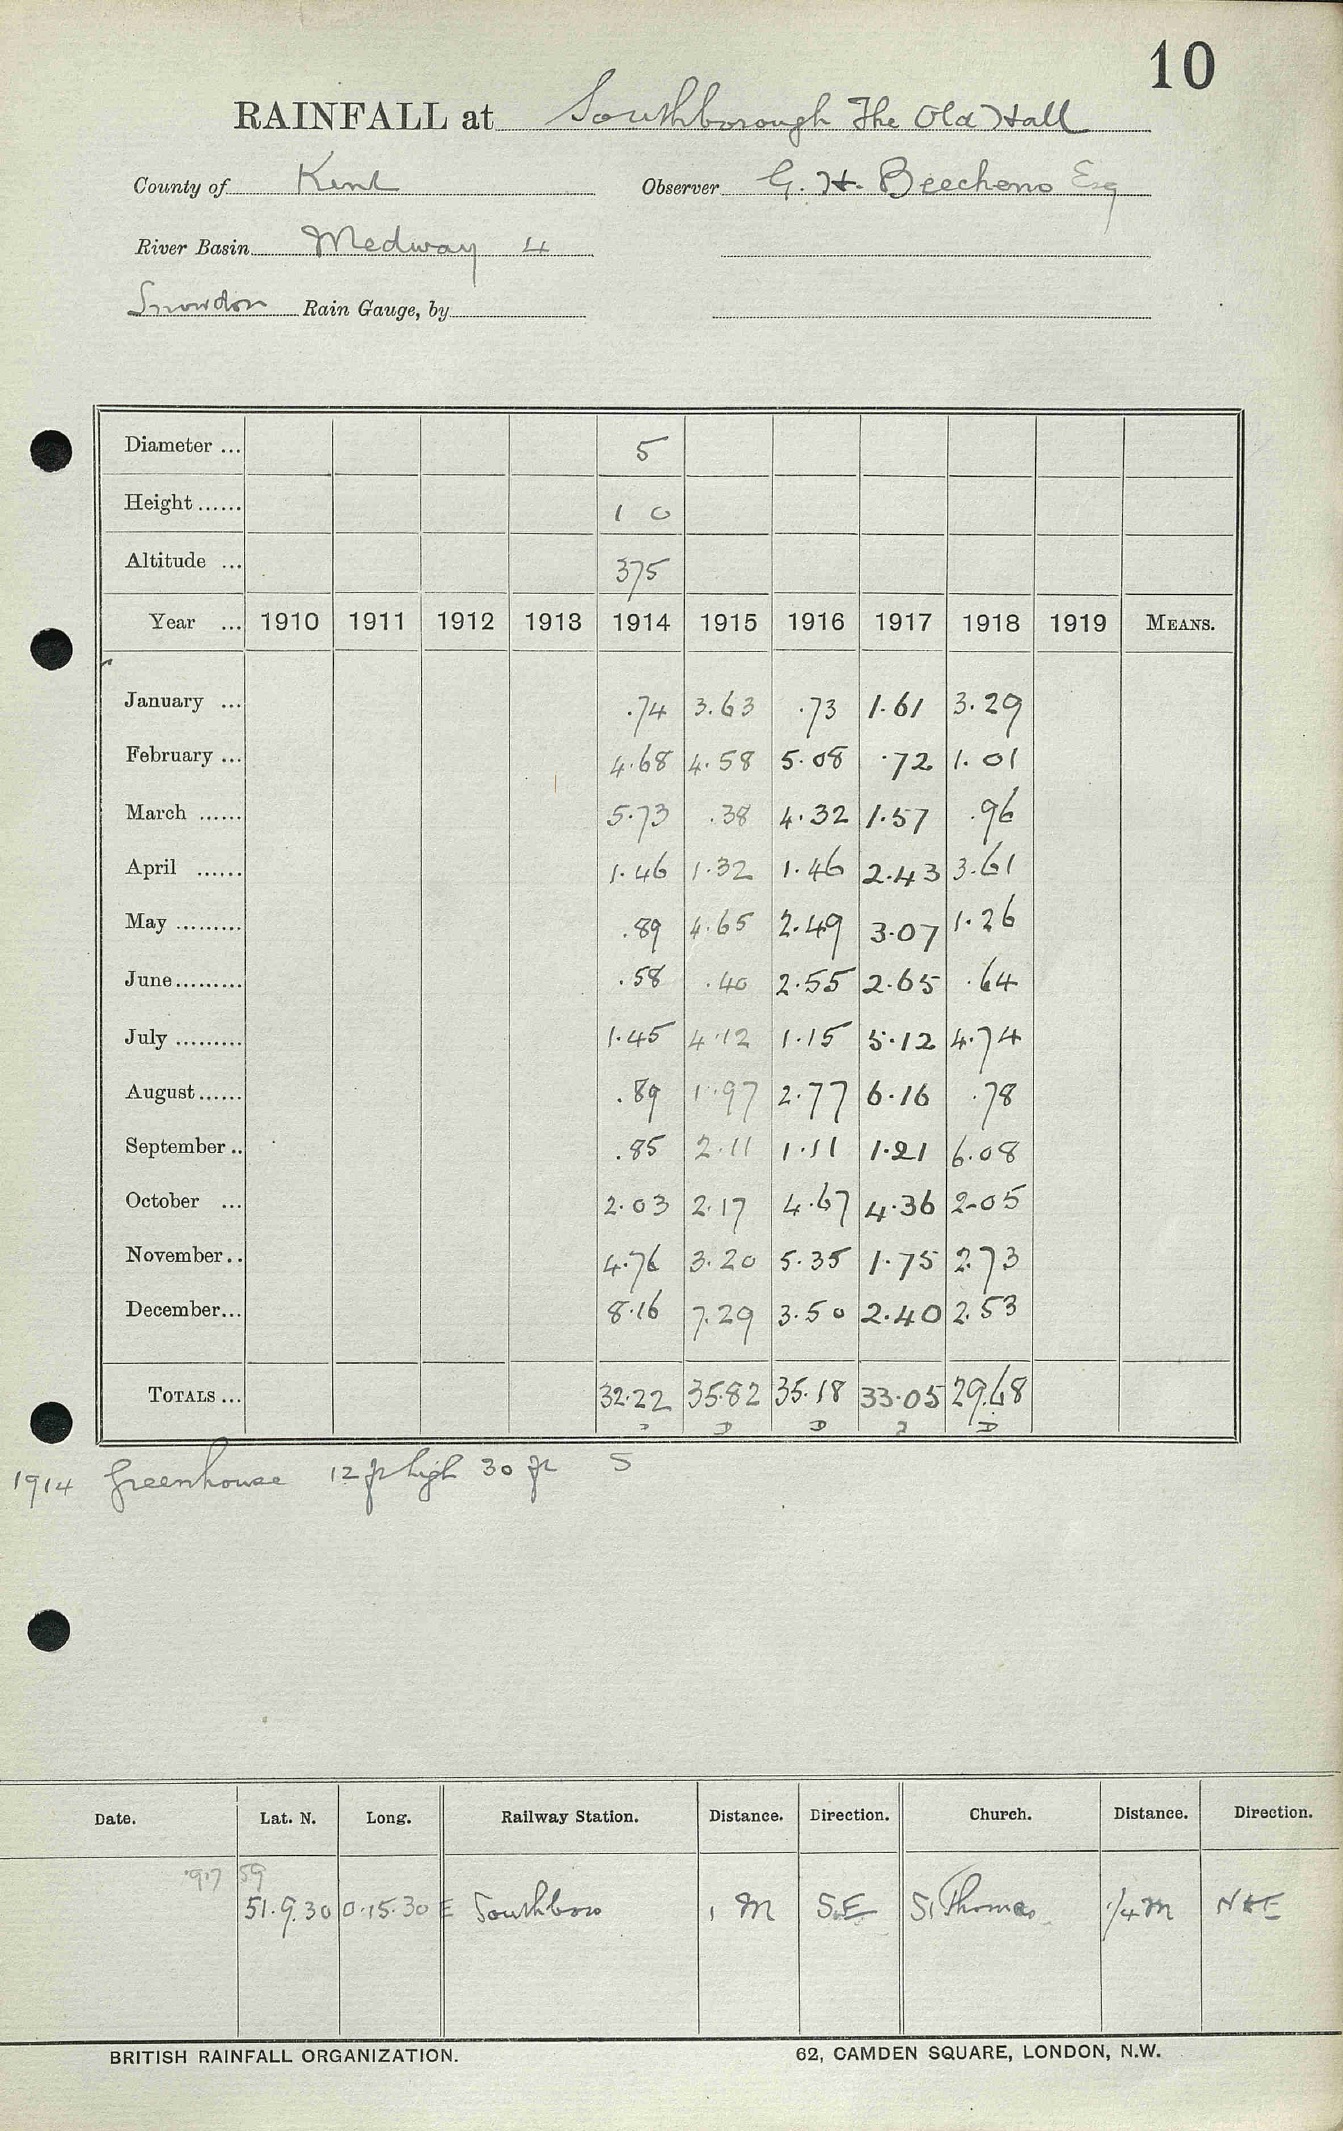 10
RAINFALL at Southborough The Old Hall
County of Kent Observer G. H. Beechens Esq
River Basin Medway 4
Snowdon Rain Gauge, by
Diameter ... 5
Height ...... 1 0
Altitude ... 375
Year ... 1910 1911 1912 1913 1914 1915 1916 1917 1918 1919 MEANS.
January ... .74 3.63 .73 1.61 3.29
February ... 4.68 4.58 5.08 .72 1.01
March ...... 5.73 .38 4.32 1.57 .96
April ...... 1.46 1.32 1.46 2.43 3.61
May ......... .89 4.65 2.49 3.07 1.26
June......... .58 .40 2.55 2.65 .64
July ......... 1.45 4.12 1.15 5.12 4.74
August...... .89 1.97 2.77 6.16 .78
September .. .85 2.11 1.11 1.21 6.08
October ... 2.03 2.17 4.67 4.36 2.05
November.. 4.76 3.20 5.35 1.75 2.73
December... 8.16 7.29 3.50 2.40 2.53
TOTALS ... 32.22 35.82 35.18 33.05 29.68
D D D D
1914 Greenhouse 12 ft high 30 ft S
Date. Lat. N. Long. Railway Station. Distance. Direction. Church. Distance. Direction.
59
51.9.30 0.15.30 E Southboro 1 M S.E St Thomas 1/4 M
BRITISH RAINFALL ORGANIZATION. 62, CAMDEN SQUARE, LONDON, N.W.